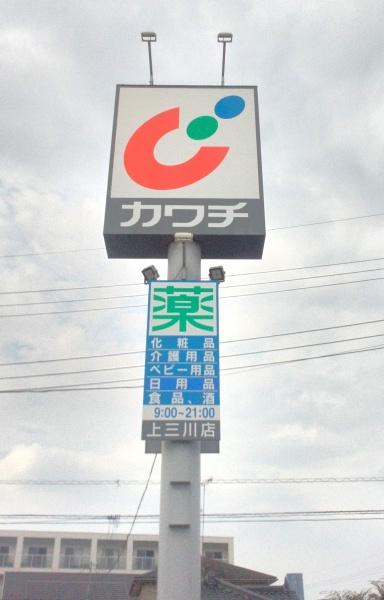 カワチ
薬
化粧品
介護用品
ベビー用品
日用品
食品、酒
9:00~21:00
上三川店